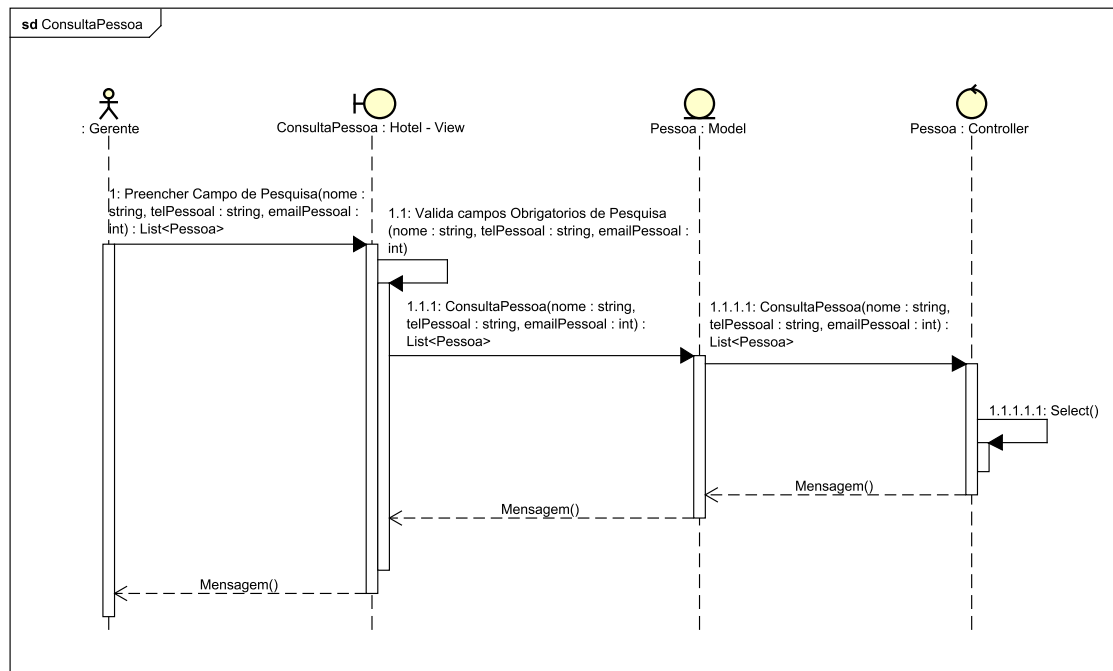 sd ConsultaPessoa
: Gerente
ConsultaPessoa : Hotel - View
Pessoa : Model
Pessoa : Controller
1: Preencher Campo de Pesquisa(nome :
string, telPessoal : string, emailPessoal :
int) : List<Pessoa>
1.1: Valida campos Obrigatorios de Pesquisa
(nome : string, telPessoal : string, emailPessoal :
int)
1.1.1: ConsultaPessoa(nome : string,
telPessoal : string, emailPessoal : int) :
List<Pessoa>
1.1.1.1: ConsultaPessoa(nome : string,
telPessoal : string, emailPessoal : int) :
List<Pessoa>
1.1.1.1.1: Select()
Mensagem()
Mensagem()
Mensagem()